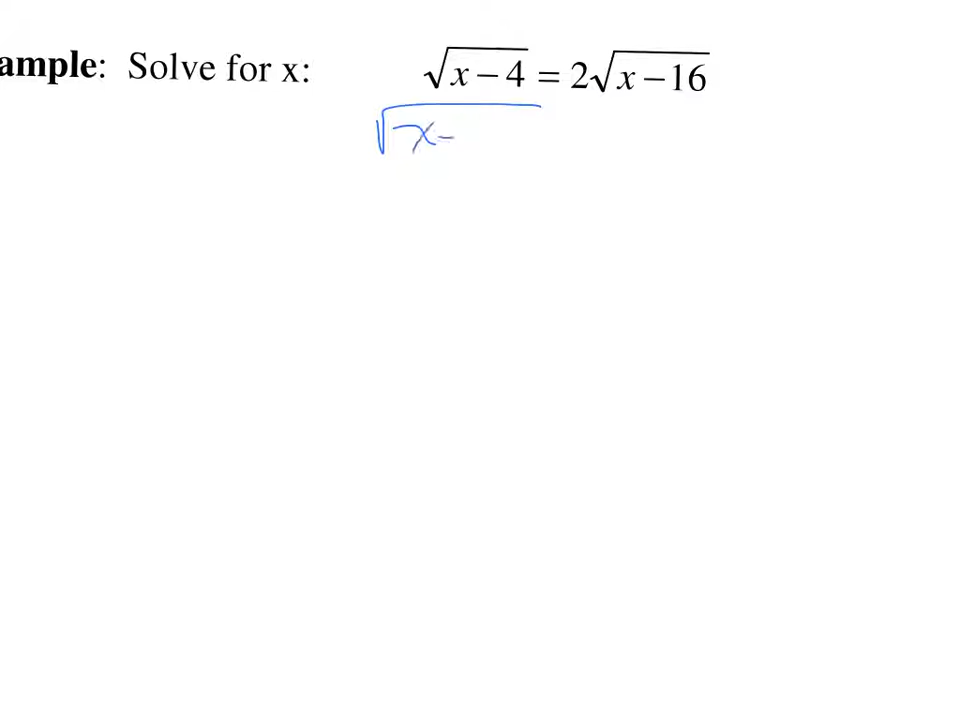 ample: Solve for x: √x − 4 = 2√x − 16
√x −